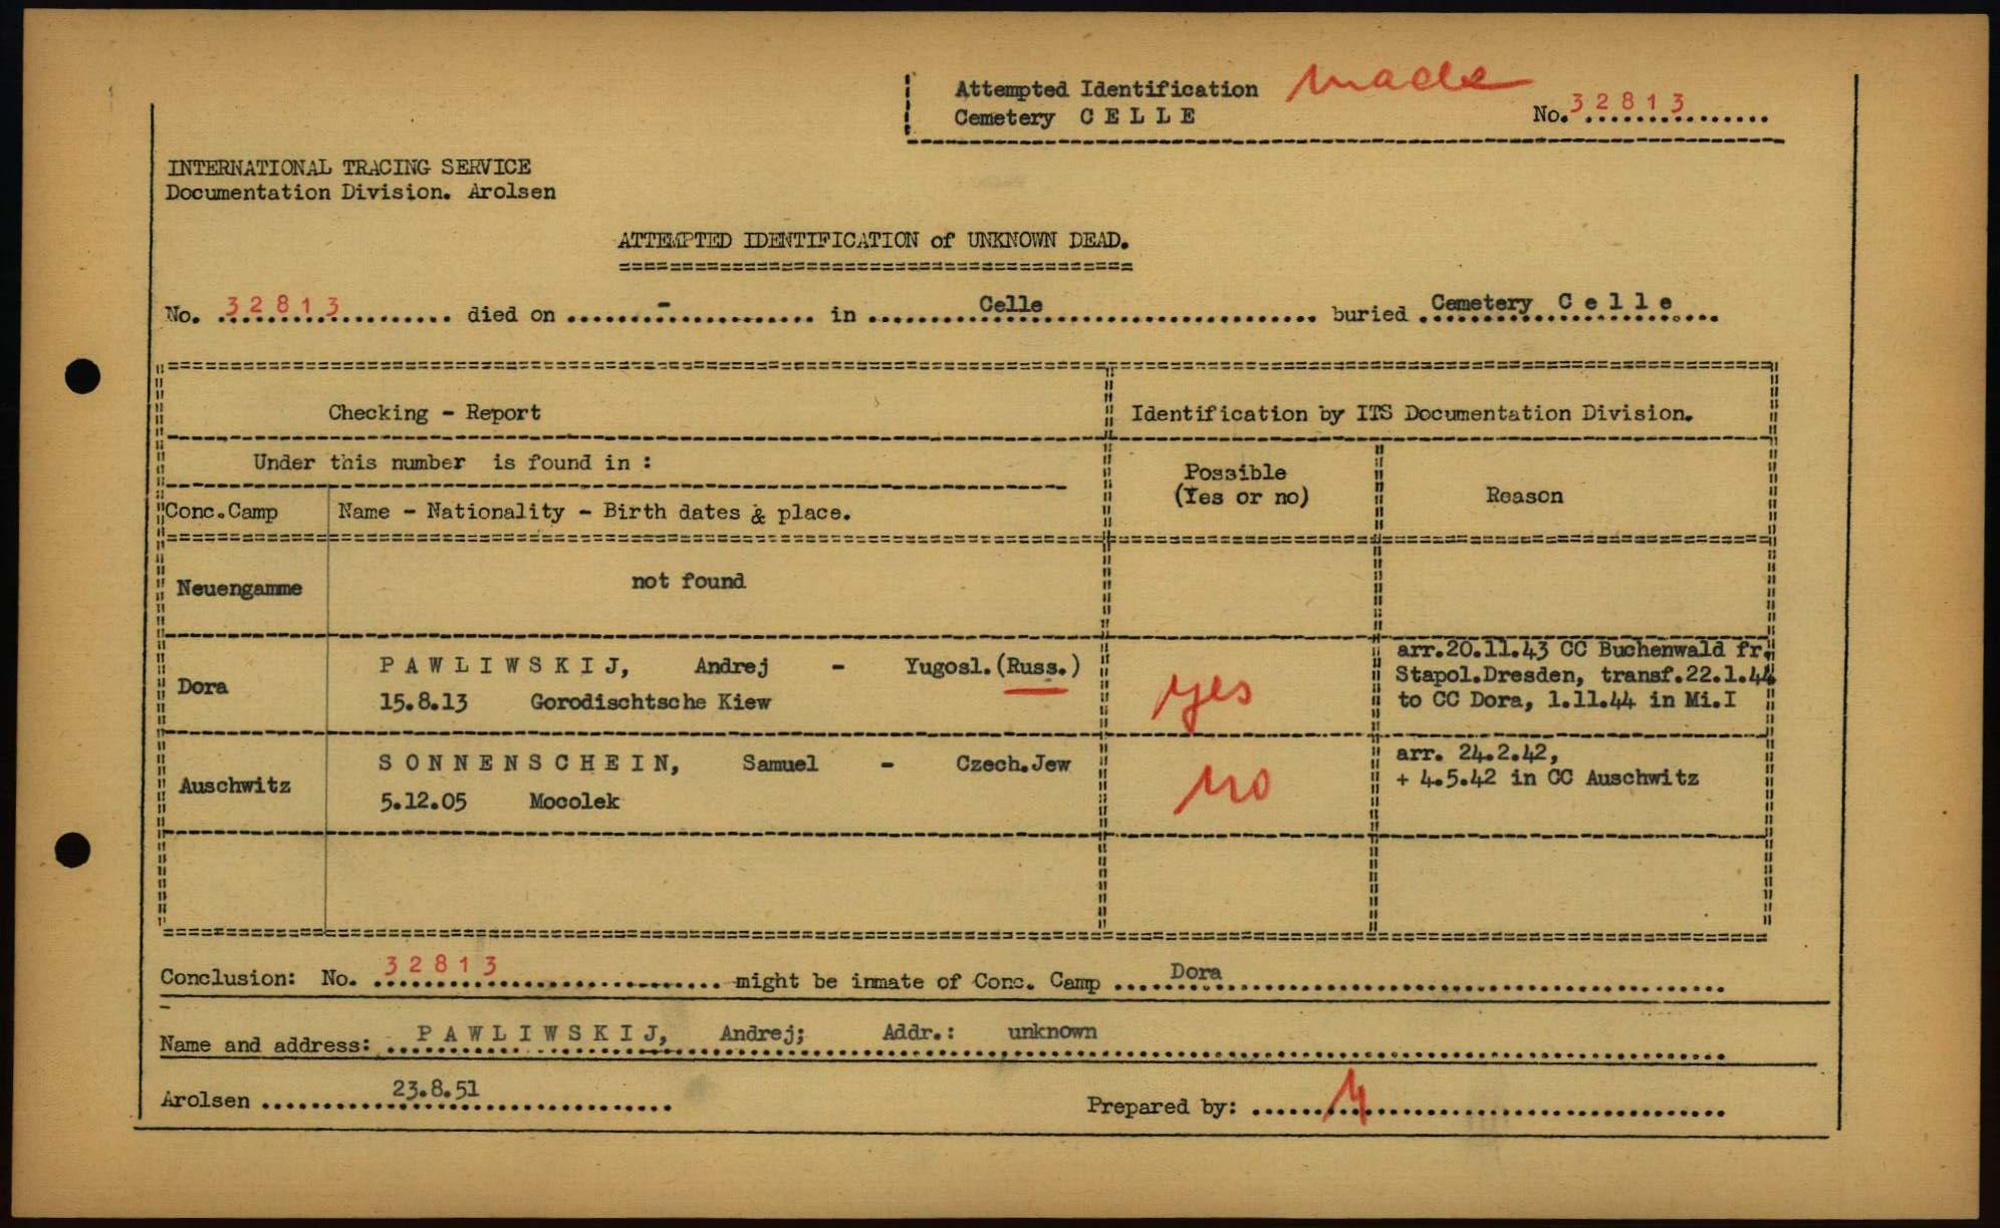 Attempted Identification made
Cemetery C E L L E No. 32813
INTERNATIONAL TRACING SERVICE
Documentation Division. Arolsen
ATTEMPTED IDENTIFICATION of UNKNOWN DEAD.
No. 32813 died on - in Celle buried Cemetery C e l l e
Checking - Report Identification by ITS Documentation Division.
Under this number is found in :
Possible
(Yes or no) Reason
Conc.Camp Name - Nationality - Birth dates & place.
Neuengamme not found
Dora P A W L I W S K I J, Andrej - Yugosl.(Russ.)
15.8.13 Gorodischtsche Kiew
yes
arr.20.11.43 CC Buchenwald fr.
Stapol.Dresden, transf.22.1.44
to CC Dora, 1.11.44 in Mi.I
Auschwitz S O N N E N S C H E I N, Samuel - Czech.Jew
5.12.05 Mocolek
no
arr. 24.2.42,
+ 4.5.42 in CC Auschwitz
Conclusion: No. 32813 might be inmate of Conc. Camp Dora
Name and address: P A W L I W S K I J, Andrej; Addr.: unknown
Arolsen 23.8.51 Prepared by: